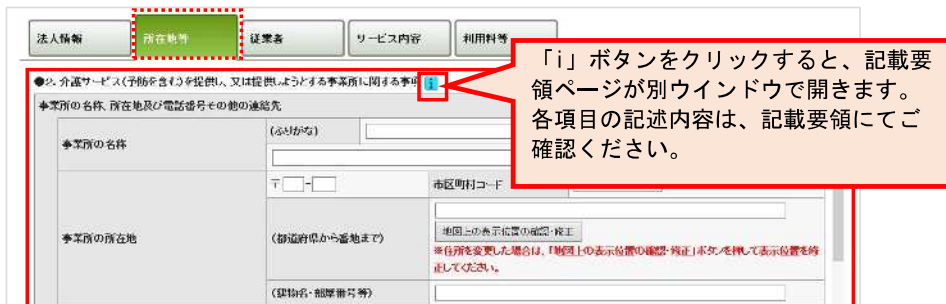 法人情報 所在地等 従業者 サービス内容 利用料等
「i」ボタンをクリックすると、記載要
領ページが別ウインドウで開きます。
各項目の記述内容は、記載要領にてご
確認ください。
●2. 介護サービス(予防を含む)を提供し、又は提供しようとする事業所に関する事項 i
事業所の名称、所在地及び電話番号その他の連絡先
事業所の名称
(ふりがな)
事業所の所在地
〒 -
市区町村コード
(都道府県から番地まで)
地図上の表示位置の確認・修正
※住所を変更した場合は、「地図上の表示位置の確認・修正」ボタンを押して表示位置を修
正してください。
(建物名・部屋番号等)